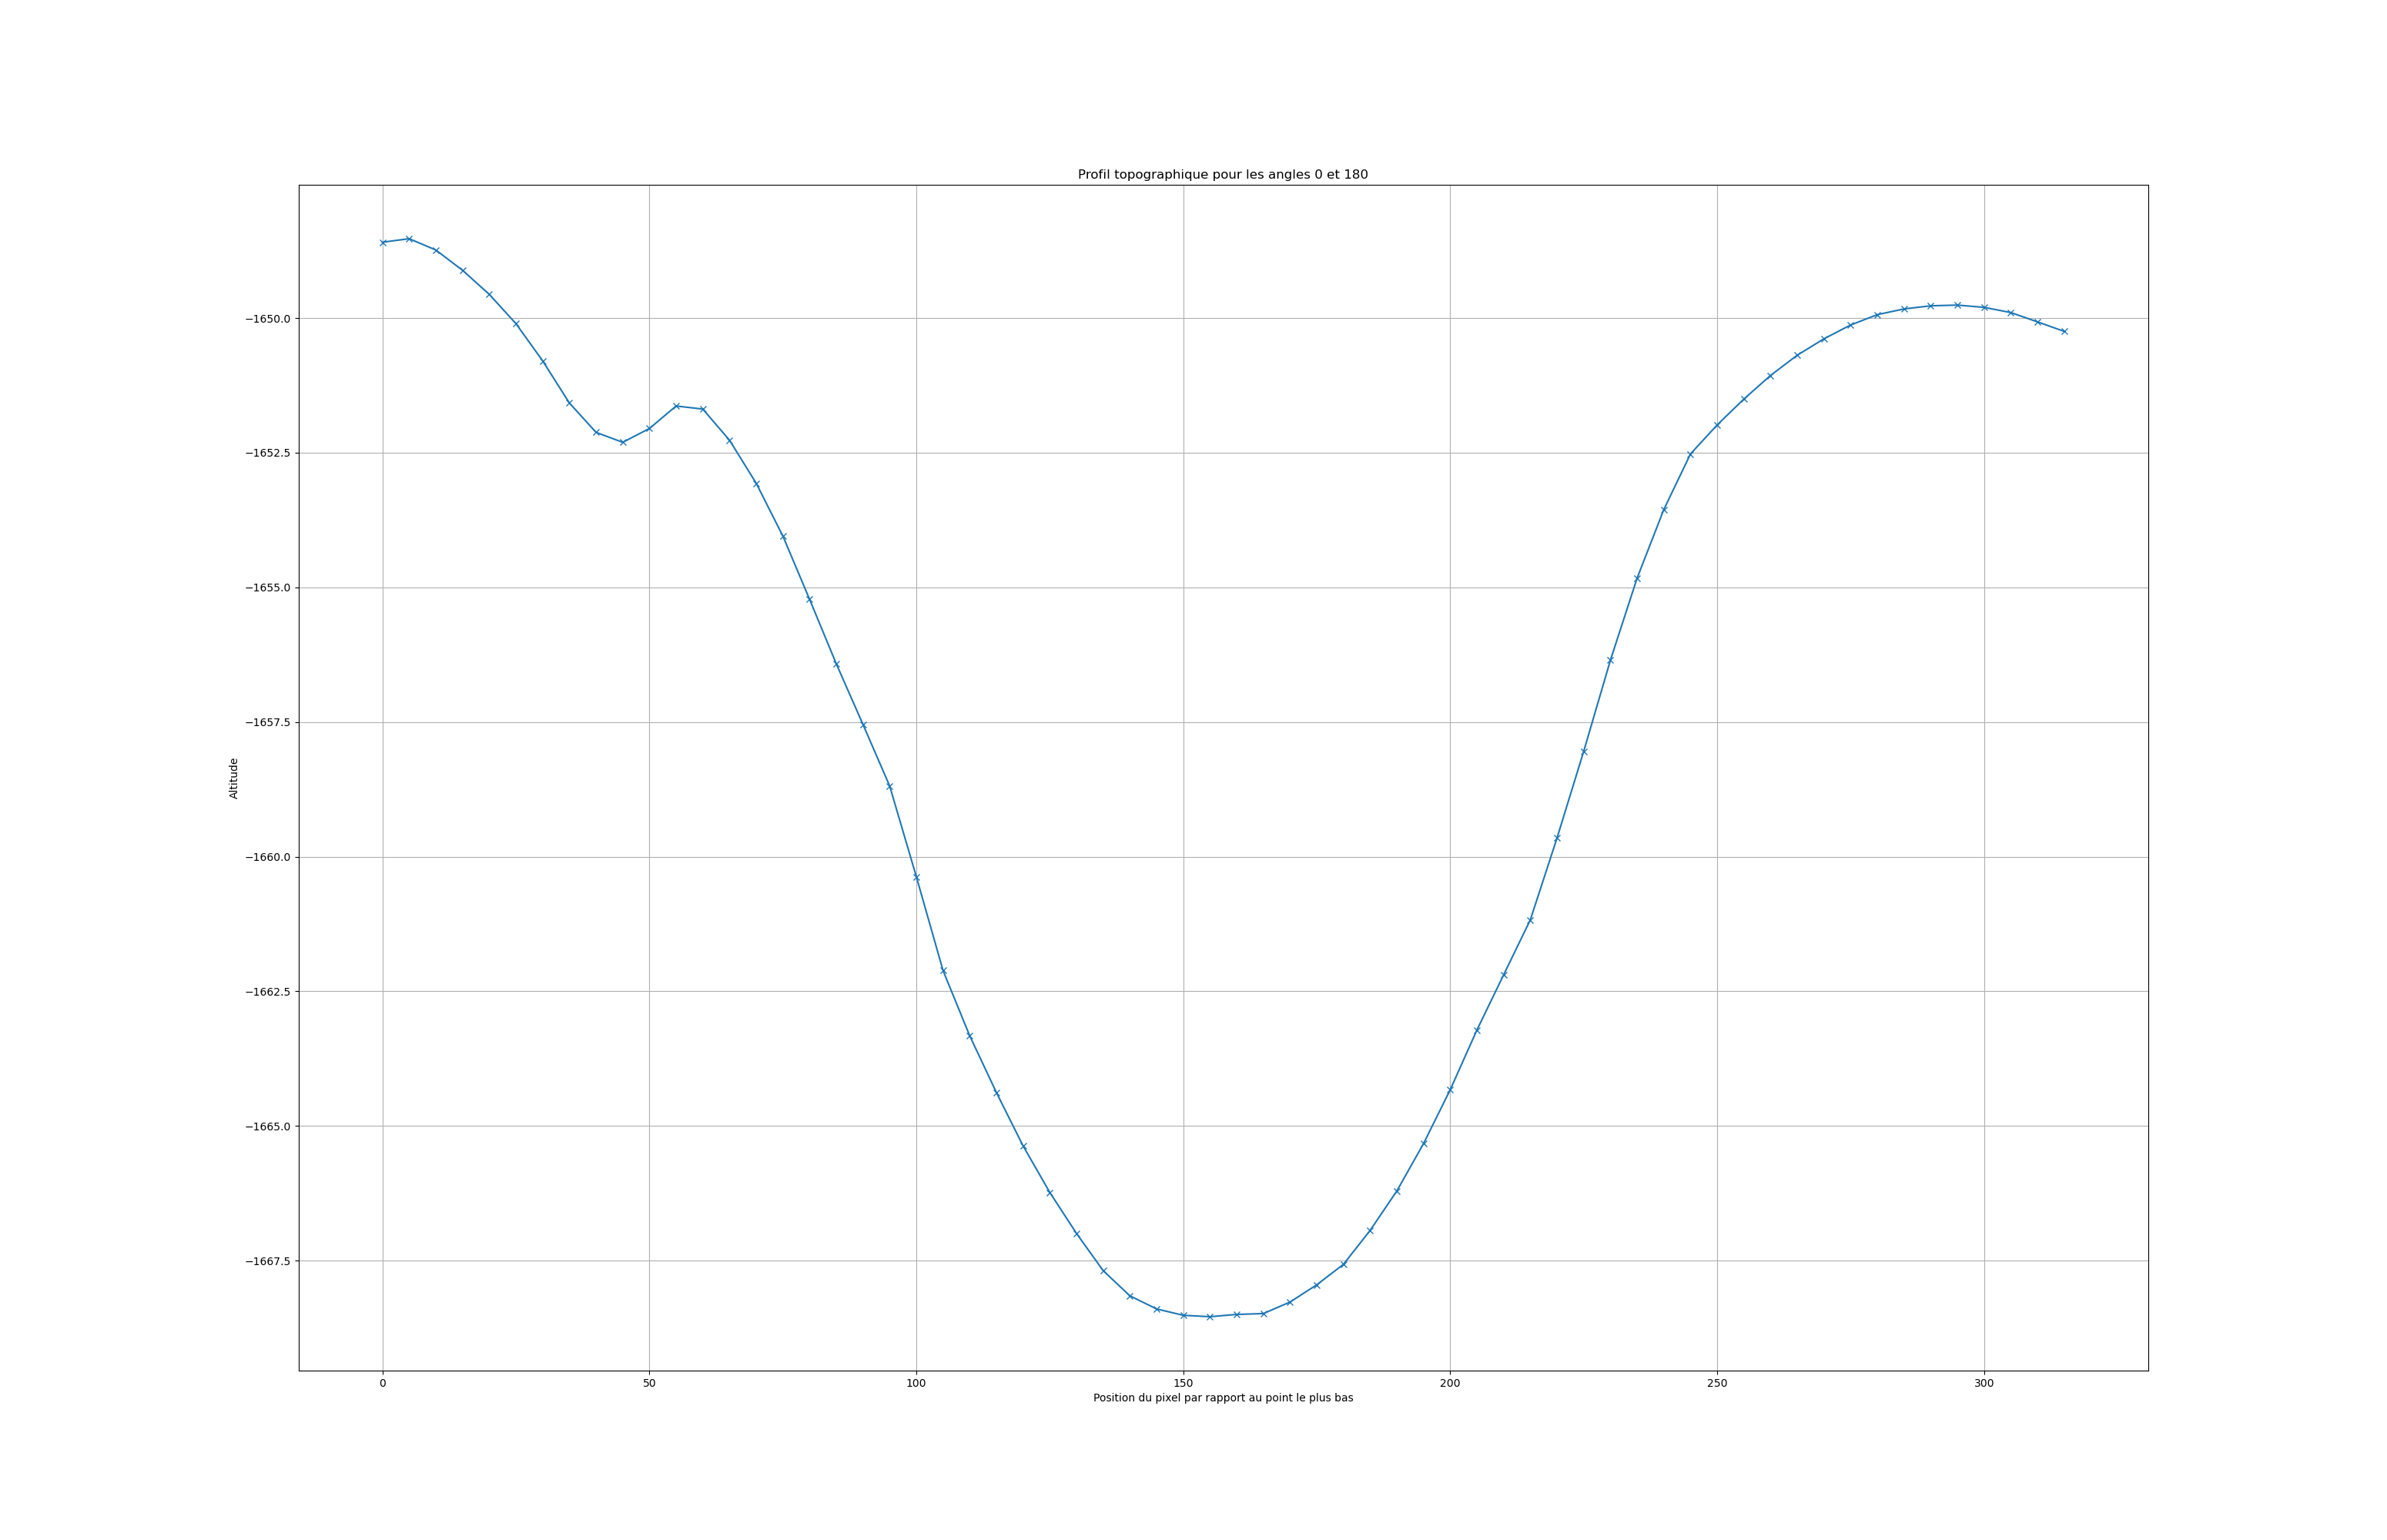 Profil topographique pour les angles 0 et 180
−1650.0
−1652.5
−1655.0
−1657.5
−1660.0
−1662.5
−1665.0
−1667.5
Altitude
0 50 100 150 200 250 300
Position du pixel par rapport au point le plus bas